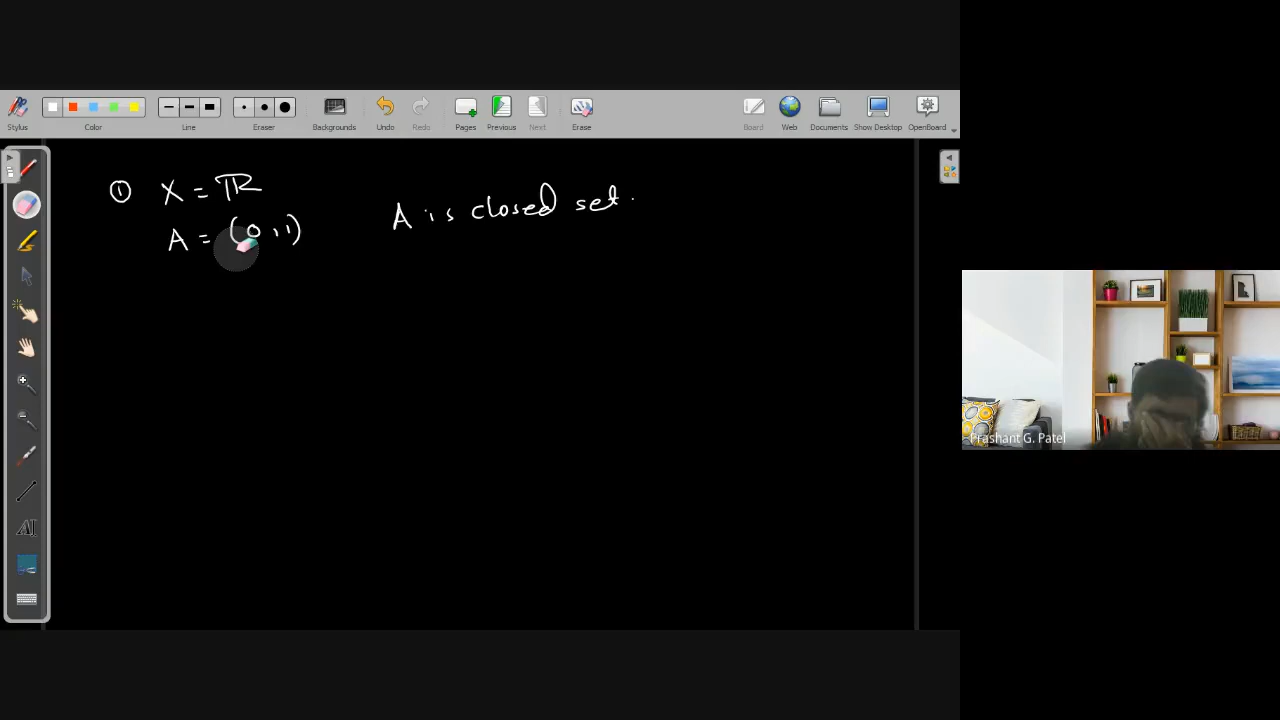 Stylus Color Line Eraser Backgrounds Undo Redo Pages Previous Next Erase Board Web Documents Show Desktop OpenBoard
① X = ℝ
A is closed set.
A = (0,1)
Prashant G. Patel